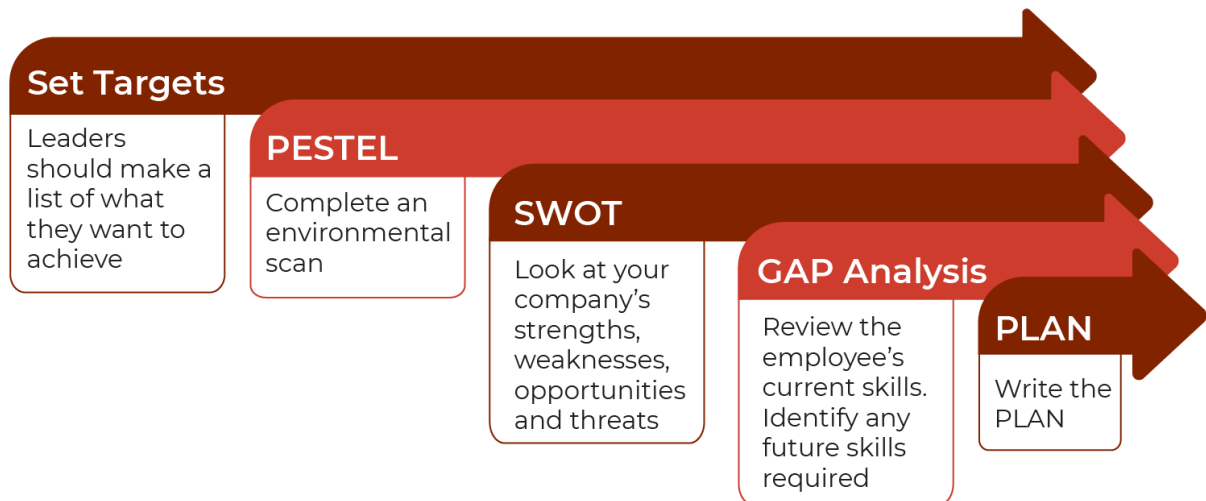 Set Targets
Leaders
should make a
list of what
they want to
achieve
PESTEL
Complete an
environmental
scan
SWOT
Look at your
company’s
strengths,
weaknesses,
opportunities
and threats
GAP Analysis
Review the
employee’s
current skills.
Identify any
future skills
required
PLAN
Write the
PLAN